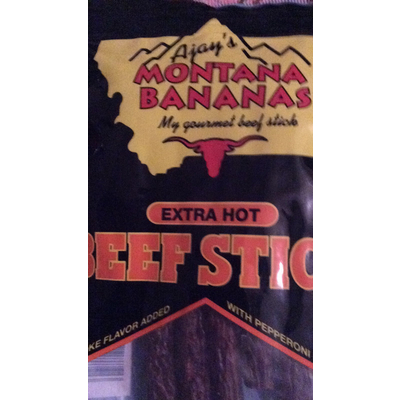 Ajay's
MONTANA
BANANAS
My gourmet beef stick
EXTRA HOT
BEEF STIC
KE FLAVOR ADDED
WITH PEPPERONI